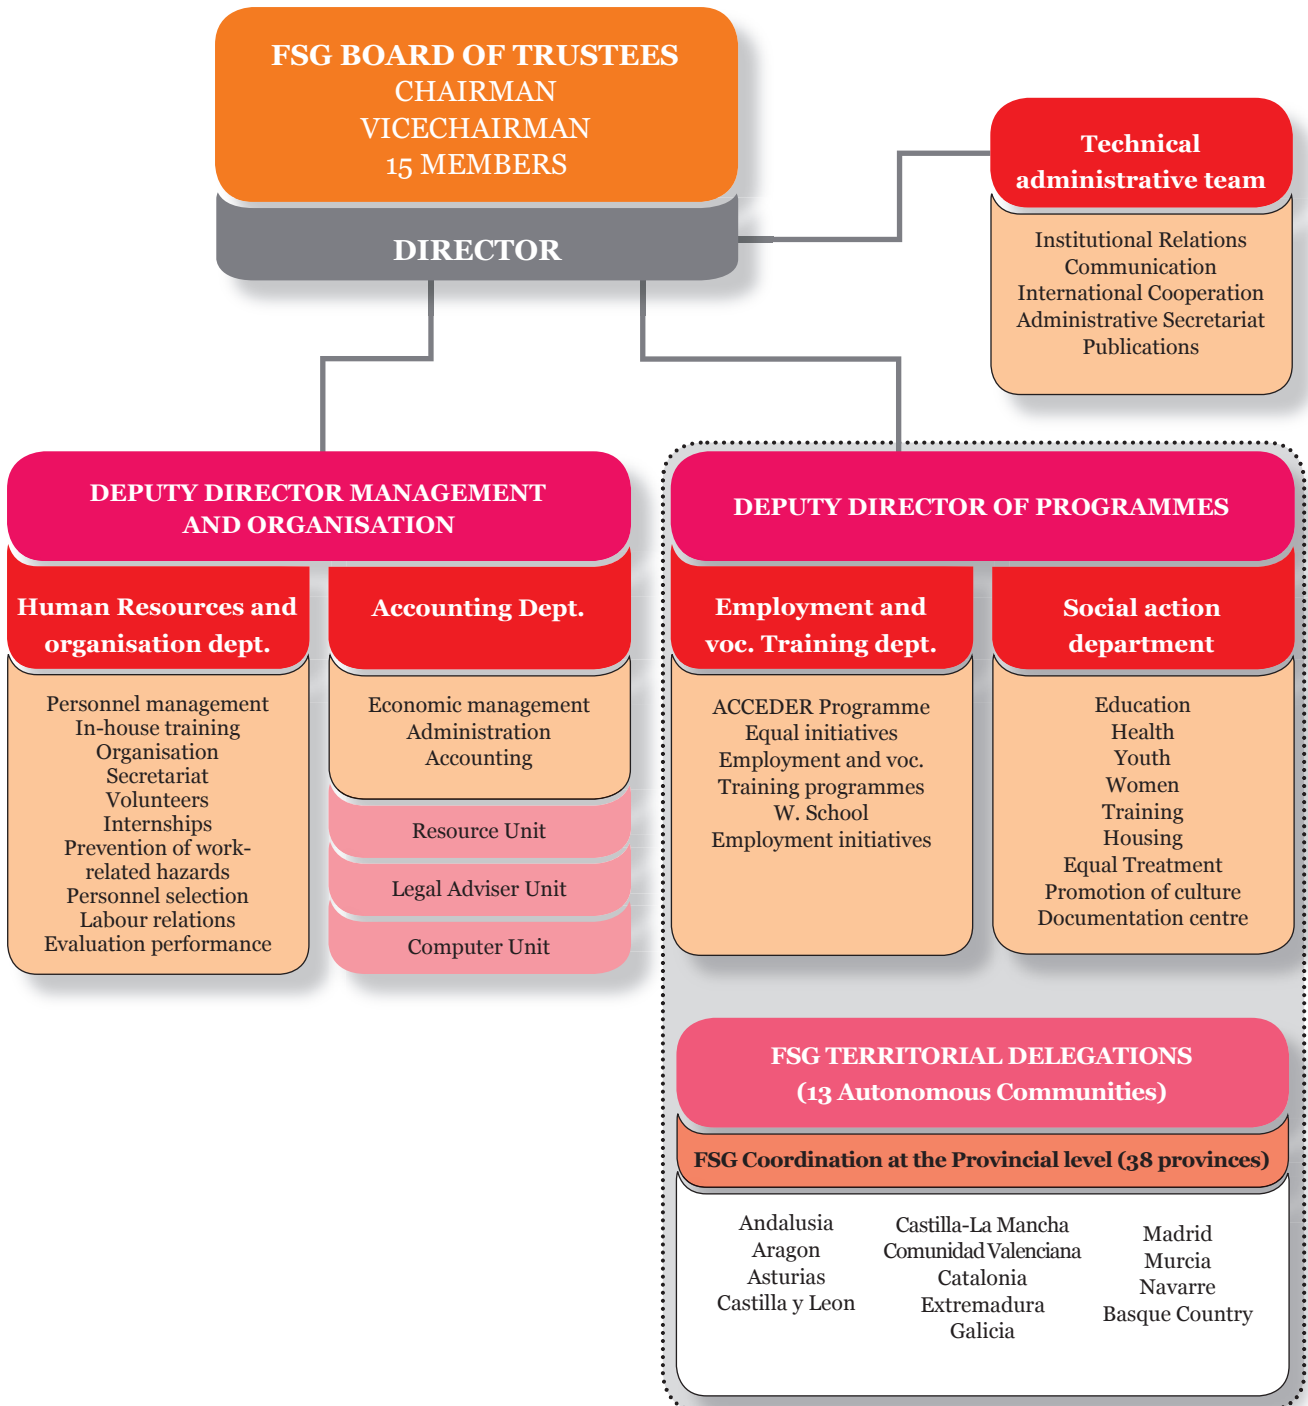 FSG BOARD OF TRUSTEES
CHAIRMAN
VICECHAIRMAN
15 MEMBERS
DIRECTOR
Technical
administrative team
Institutional Relations
Communication
International Cooperation
Administrative Secretariat
Publications
DEPUTY DIRECTOR MANAGEMENT
AND ORGANISATION
Human Resources and
organisation dept.
Personnel management
In-house training
Organisation
Secretariat
Volunteers
Internships
Prevention of work-
related hazards
Personnel selection
Labour relations
Evaluation performance
Accounting Dept.
Economic management
Administration
Accounting
Resource Unit
Legal Adviser Unit
Computer Unit
DEPUTY DIRECTOR OF PROGRAMMES
Employment and
voc. Training dept.
ACCEDER Programme
Equal initiatives
Employment and voc.
Training programmes
W. School
Employment initiatives
Social action
department
Education
Health
Youth
Women
Training
Housing
Equal Treatment
Promotion of culture
Documentation centre
FSG TERRITORIAL DELEGATIONS
(13 Autonomous Communities)
FSG Coordination at the Provincial level (38 provinces)
Andalusia
Aragon
Asturias
Castilla y Leon
Castilla-La Mancha
Comunidad Valenciana
Catalonia
Extremadura
Galicia
Madrid
Murcia
Navarre
Basque Country